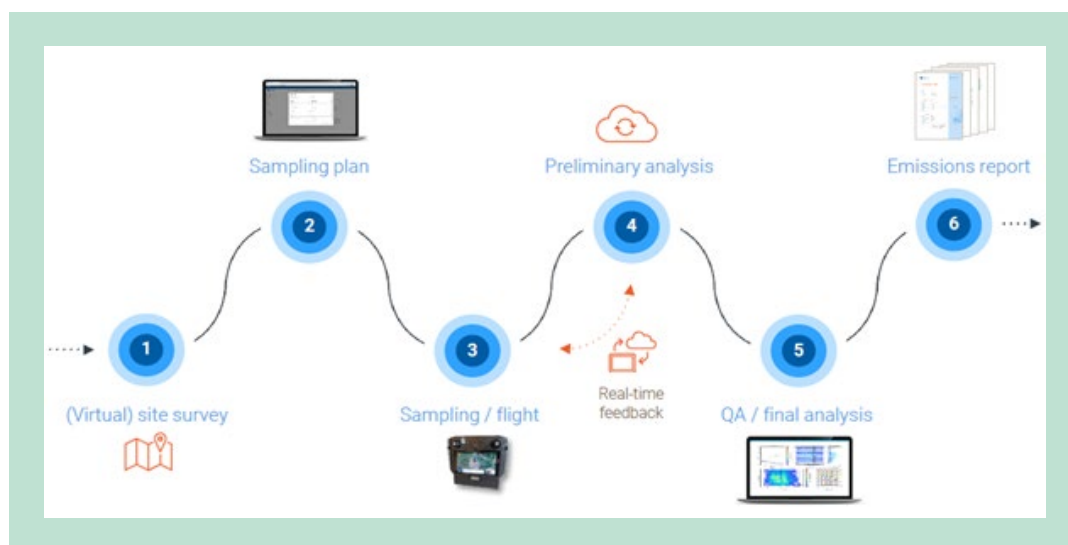 Sampling plan
Preliminary analysis
Emissions report
2
4
6
1
3
5
Real-time
feedback
(Virtual) site survey
Sampling / flight
QA / final analysis